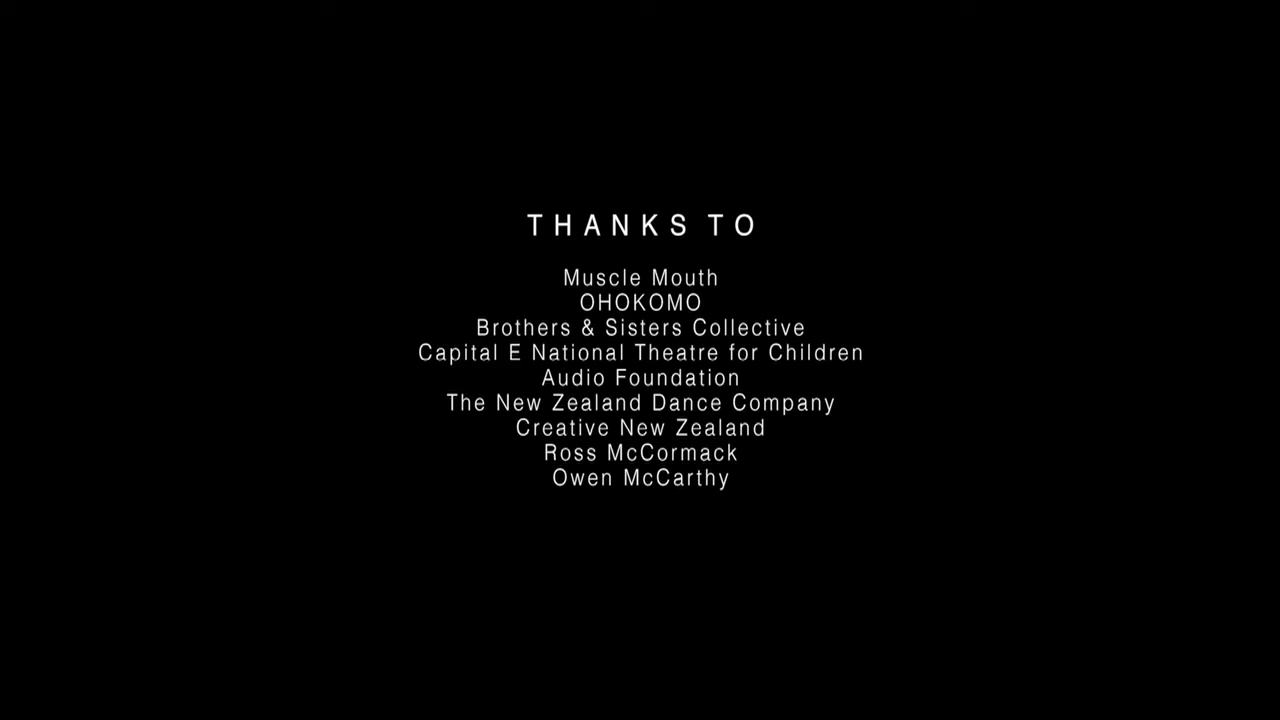 THANKS TO
Muscle Mouth
OHOKOMO
Brothers & Sisters Collective
Capital E National Theatre for Children
Audio Foundation
The New Zealand Dance Company
Creative New Zealand
Ross McCormack
Owen McCarthy